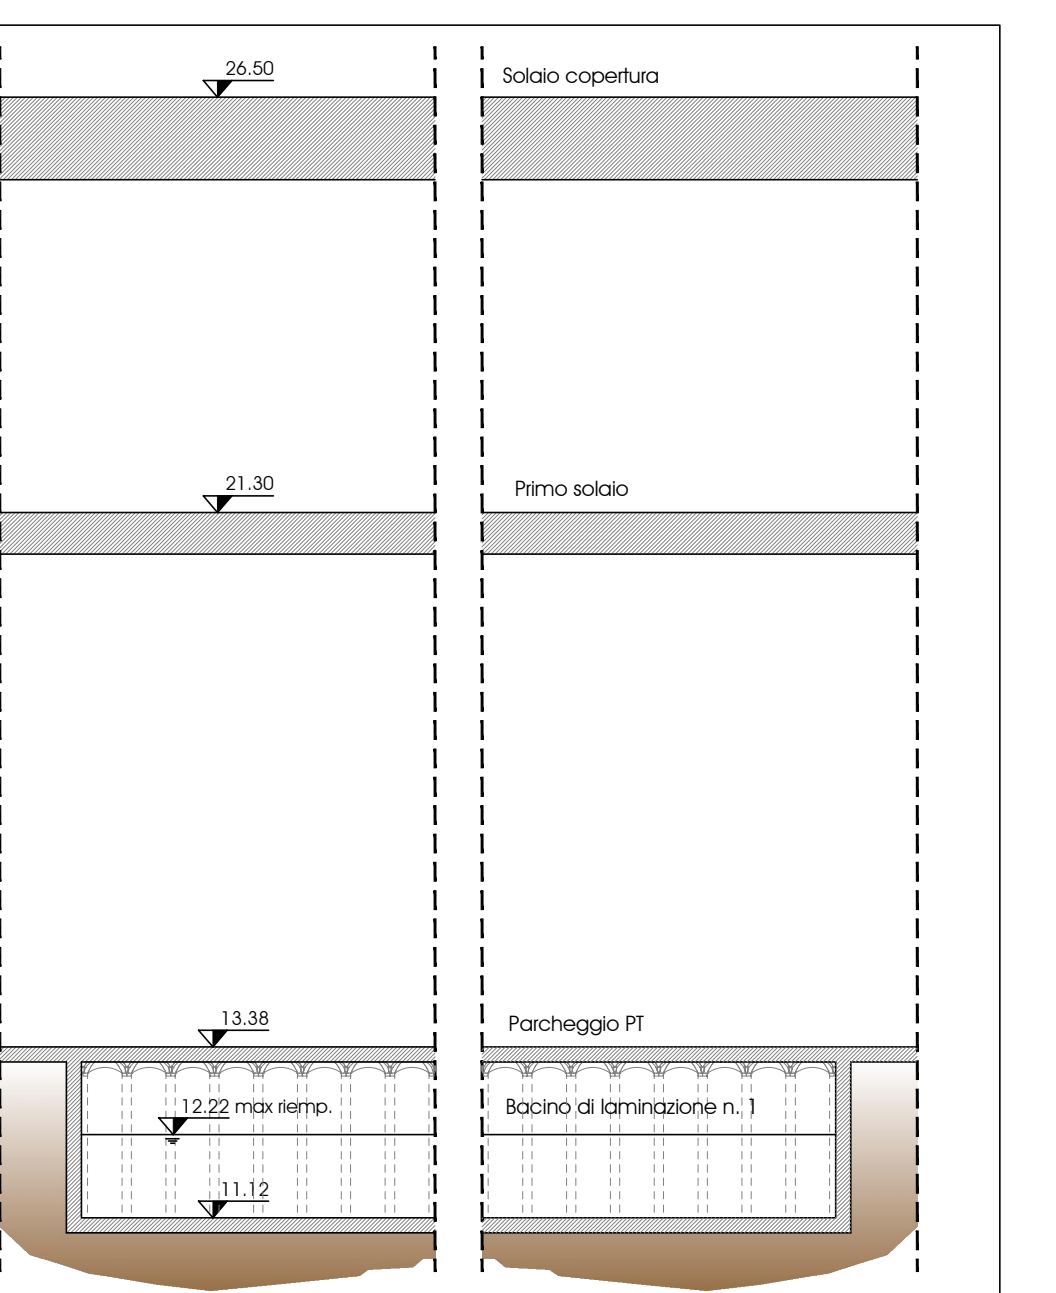 26.50
Solaio copertura
21.30
Primo solaio
13.38
Parcheggio PT
12.22 max riemp.
Bacino di laminazione n. 1
11.12